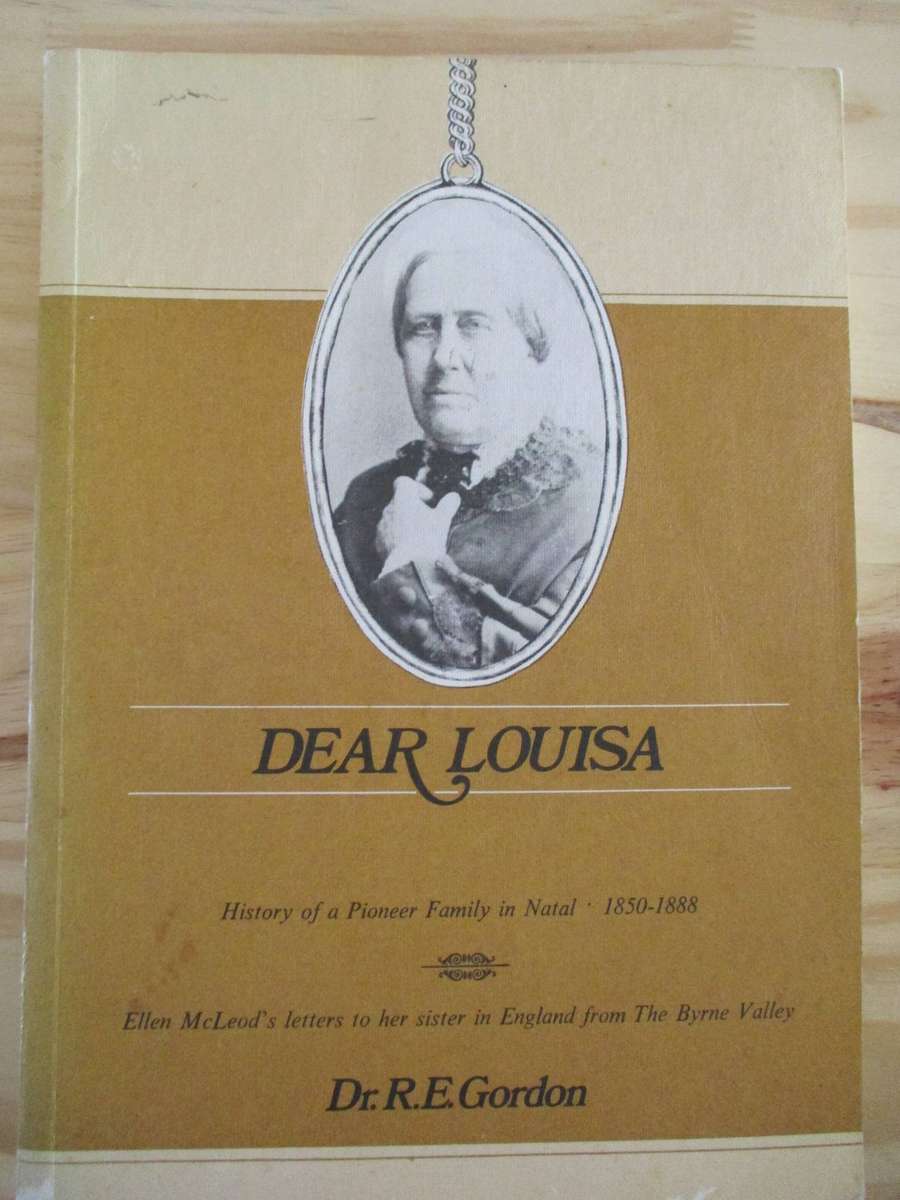 DEAR LOUISA
History of a Pioneer Family in Natal · 1850-1888
Ellen McLeod's letters to her sister in England from The Byrne Valley
Dr. R.E. Gordon